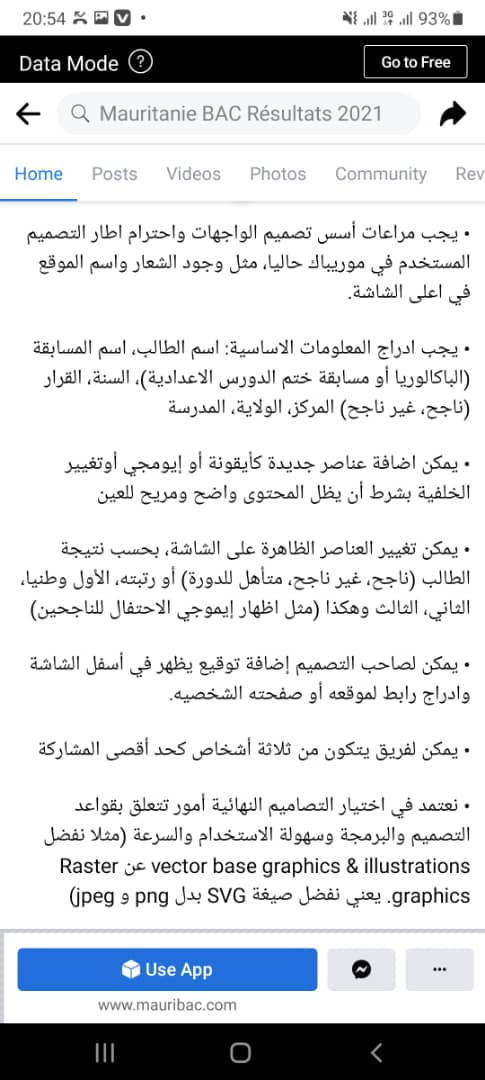 20:54
3G
93%
Data Mode ?
Go to Free
Mauritanie BAC Résultats 2021
Home Posts Videos Photos Community Rev
• يجب مراعات أسس تصميم الواجهات واحترام اطار التصميم
المستخدم في موريباك حاليا، مثل وجود الشعار واسم الموقع
في اعلى الشاشة.
• يجب ادراج المعلومات الاساسية: اسم الطالب، اسم المسابقة
(الباكالوريا أو مسابقة ختم الدورس الاعدادية)، السنة، القرار
(ناجح، غير ناجح) المركز، الولاية، المدرسة
• يمكن اضافة عناصر جديدة كأيقونة أو إيومجي أوتغيير
الخلفية بشرط أن يظل المحتوى واضح ومريح للعين
• يمكن تغيير العناصر الظاهرة على الشاشة، بحسب نتيجة
الطالب (ناجح، غير ناجح، متأهل للدورة) أو رتبته، الأول وطنيا،
الثاني، الثالث وهكذا (مثل اظهار إيموجي الاحتفال للناجحين)
• يمكن لصاحب التصميم إضافة توقيع يظهر في أسفل الشاشة
وادراج رابط لموقعه أو صفحته الشخصيه.
• يمكن لفريق يتكون من ثلاثة أشخاص كحد أقصى المشاركة
• نعتمد في اختيار التصاميم النهائية أمور تتعلق بقواعد
التصميم والبرمجة وسهولة الاستخدام والسرعة (مثلا نفضل
vector base graphics & illustrations عن Raster
graphics. يعني نفضل صيغة SVG بدل png و jpeg)
Use App
www.mauribac.com